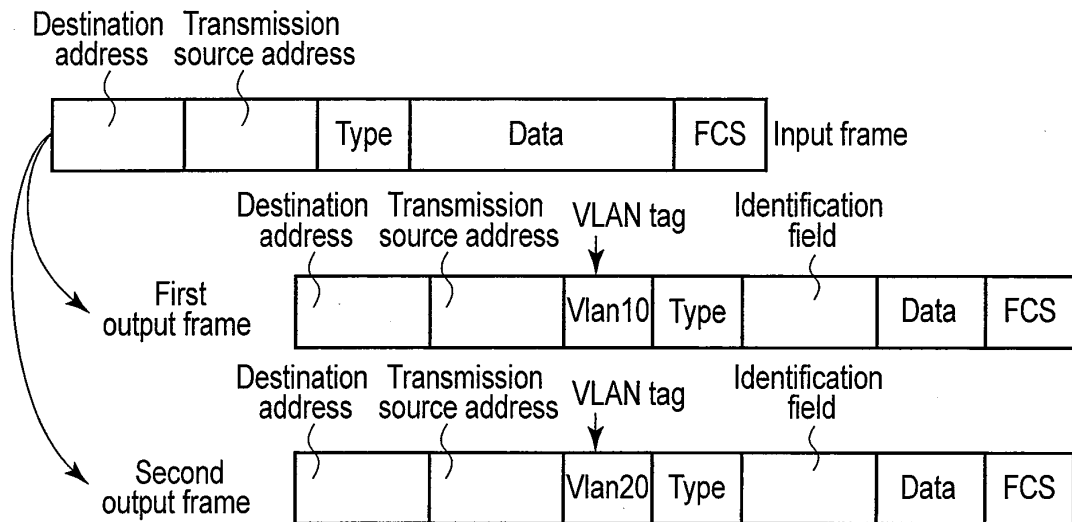 Destination address
Transmission source address
Type
Data
FCS
Input frame
Destination address
Transmission source address
VLAN tag
Identification field
First output frame
Vlan10
Type
Data
FCS
Destination address
Transmission source address
VLAN tag
Identification field
Second output frame
Vlan20
Type
Data
FCS